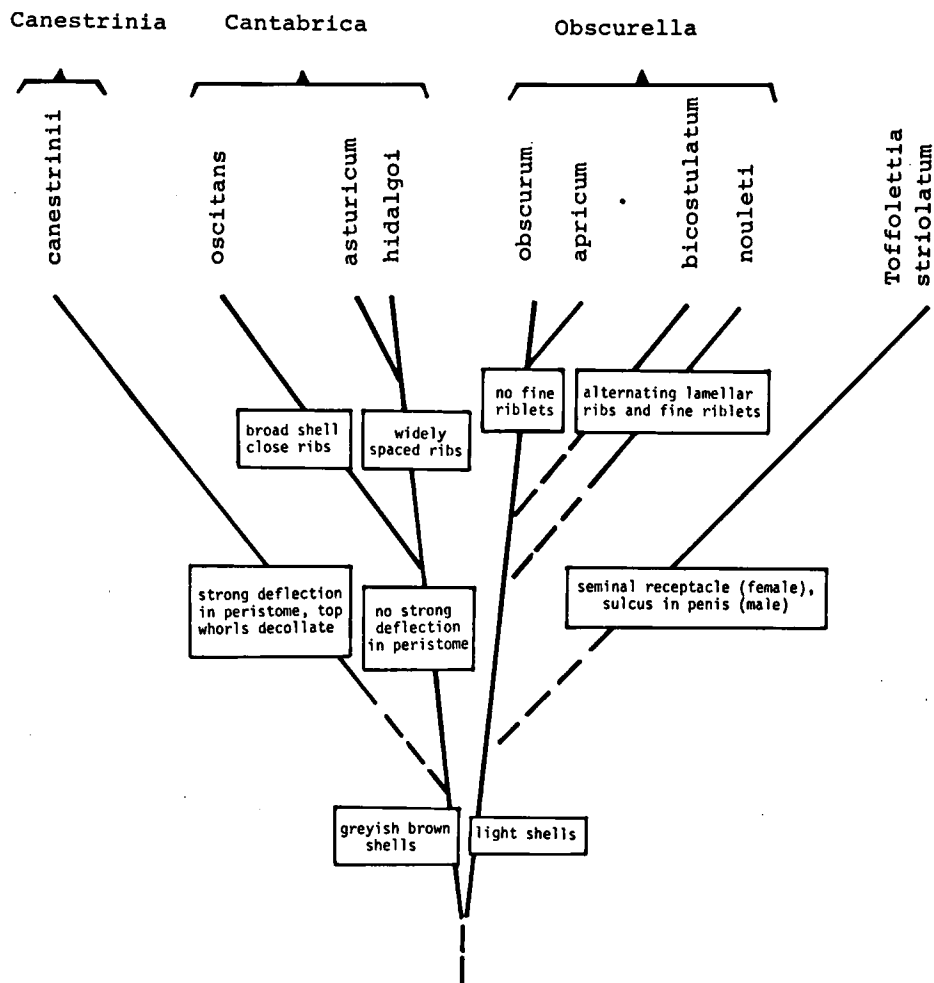 Canestrinia
Cantabrica
Obscurella
canestrinii
oscitans
asturicum
hidalgoi
obscurum
apricum
bicostulatum
nouleti
Toffolettia
striolatum
no fine
riblets
alternating lamellar
ribs and fine riblets
broad shell
close ribs
widely
spaced ribs
strong deflection
in peristome, top
whorls decollate
no strong
deflection
in peristome
seminal receptacle (female),
sulcus in penis (male)
greyish brown
shells
light shells